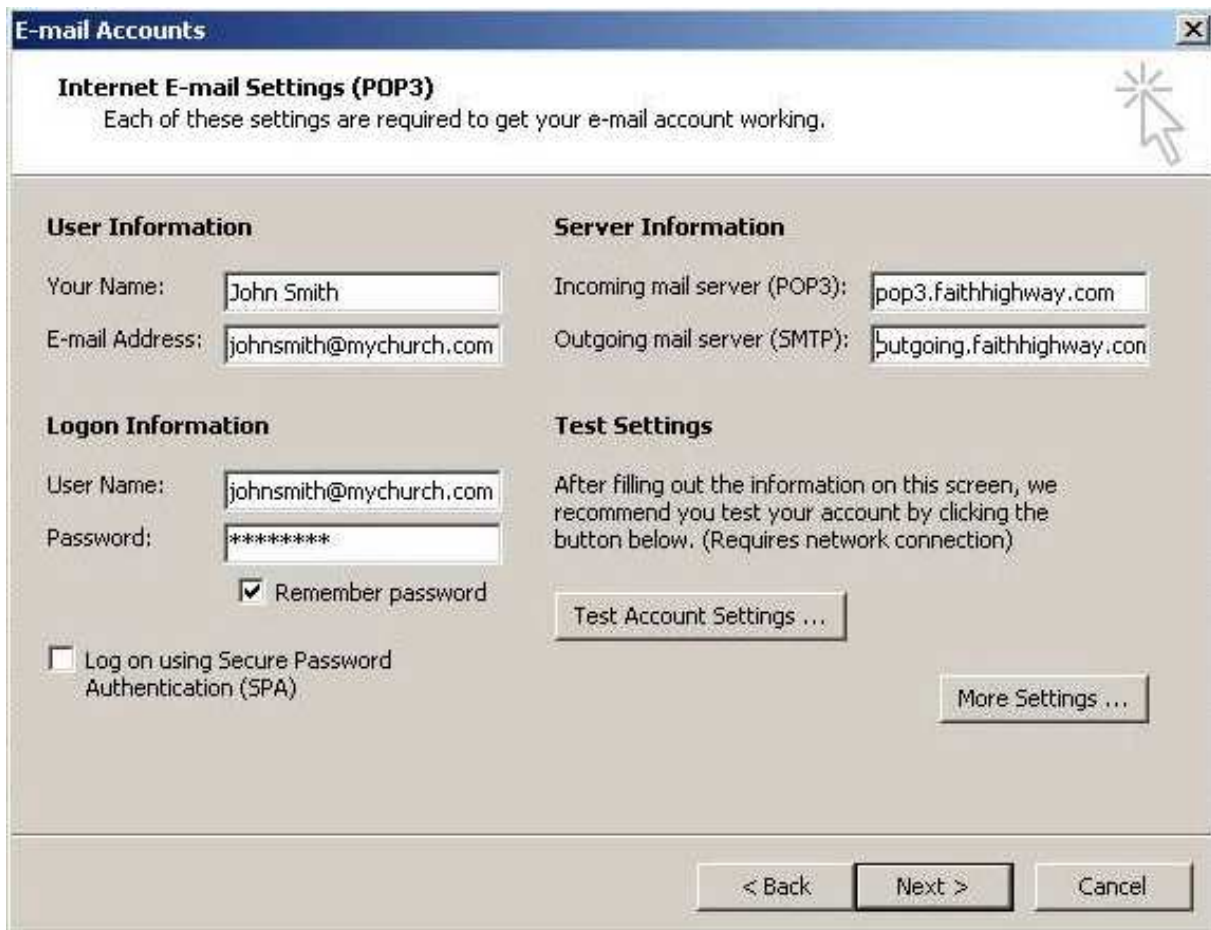 E-mail Accounts
Internet E-mail Settings (POP3)
Each of these settings are required to get your e-mail account working.
User Information
Your Name: John Smith
E-mail Address: johnsmith@mychurch.com
Server Information
Incoming mail server (POP3): pop3.faithhighway.com
Outgoing mail server (SMTP): outgoing.faithhighway.com
Logon Information
User Name: johnsmith@mychurch.com
Password: ********
Remember password
Log on using Secure Password
Authentication (SPA)
Test Settings
After filling out the information on this screen, we
recommend you test your account by clicking the
button below. (Requires network connection)
Test Account Settings ...
More Settings ...
< Back Next > Cancel